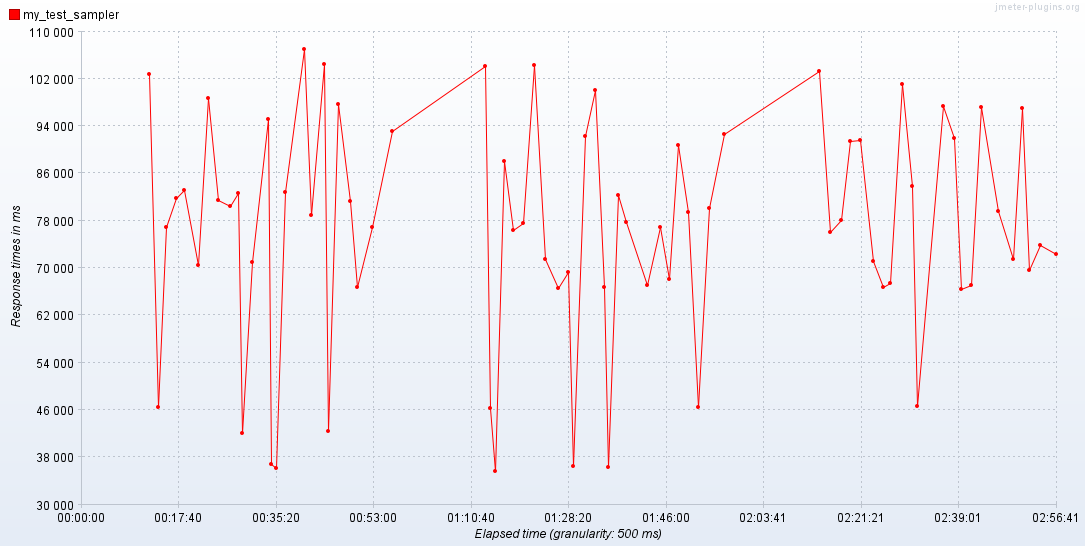 my_test_sampler
jmeter-plugins.org
110 000
102 000
94 000
86 000
78 000
70 000
62 000
54 000
46 000
38 000
30 000
Response times in ms
00:00:00 00:17:40 00:35:20 00:53:00 01:10:40 01:28:20 01:46:00 02:03:41 02:21:21 02:39:01 02:56:41
Elapsed time (granularity: 500 ms)